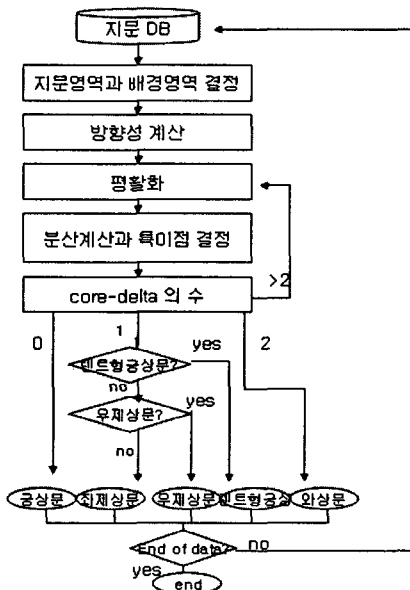 지문 DB
지문영역과 배경영역 결정
방향성 계산
평활화
분산계산과 특이점 결정
>2
core-delta 의 수
0
1
yes
2
텐트형궁상문?
no
yes
우제상문?
no
궁상문
좌제상문
우제상문
텐트형궁상
와상문
End of data?
no
yes
end